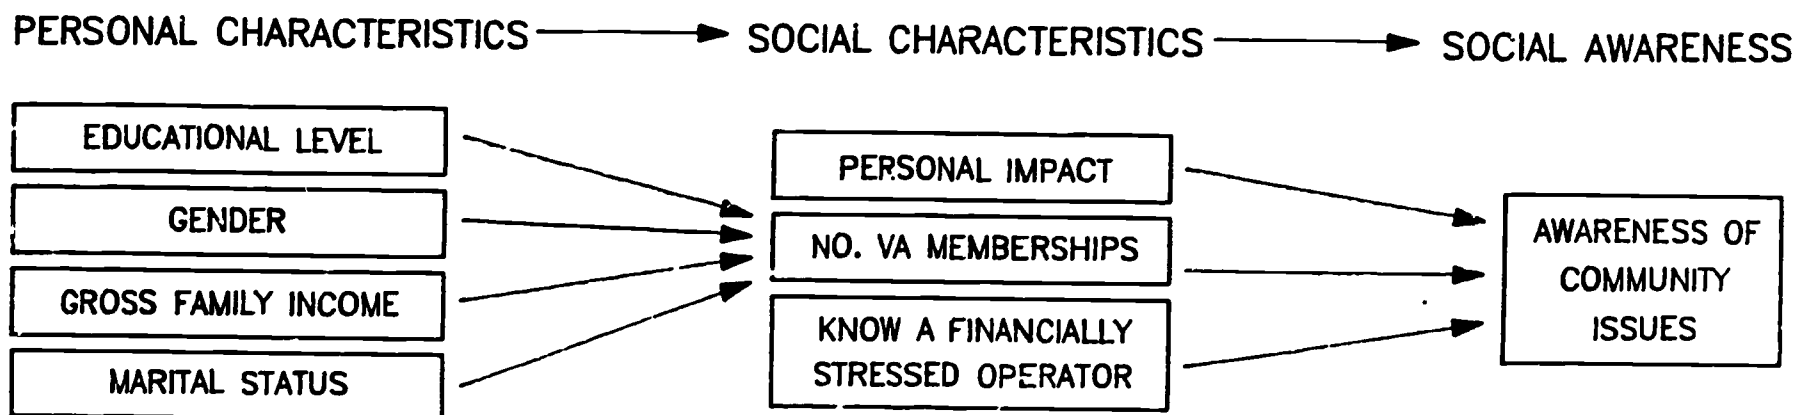 PERSONAL CHARACTERISTICS
SOCIAL CHARACTERISTICS
SOCIAL AWARENESS
EDUCATIONAL LEVEL
GENDER
GROSS FAMILY INCOME
MARITAL STATUS
PERSONAL IMPACT
NO. VA MEMBERSHIPS
KNOW A FINANCIALLY
STRESSED OPERATOR
AWARENESS OF
COMMUNITY
ISSUES